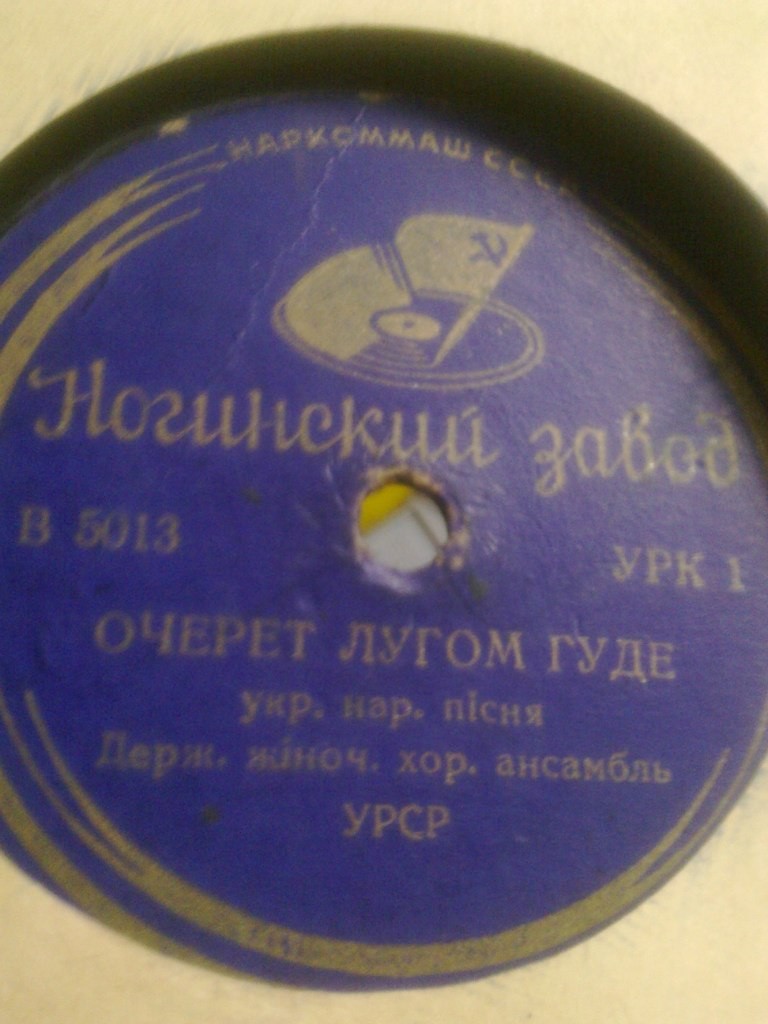 НАРКОММАШ СССР
Ногинский завод
В 5013
УРК 1
ОЧЕРЕТ ЛУГОМ ГУДЕ
укр. нар. пісня
Держ. жіноч. хор. ансамбль
УРСР